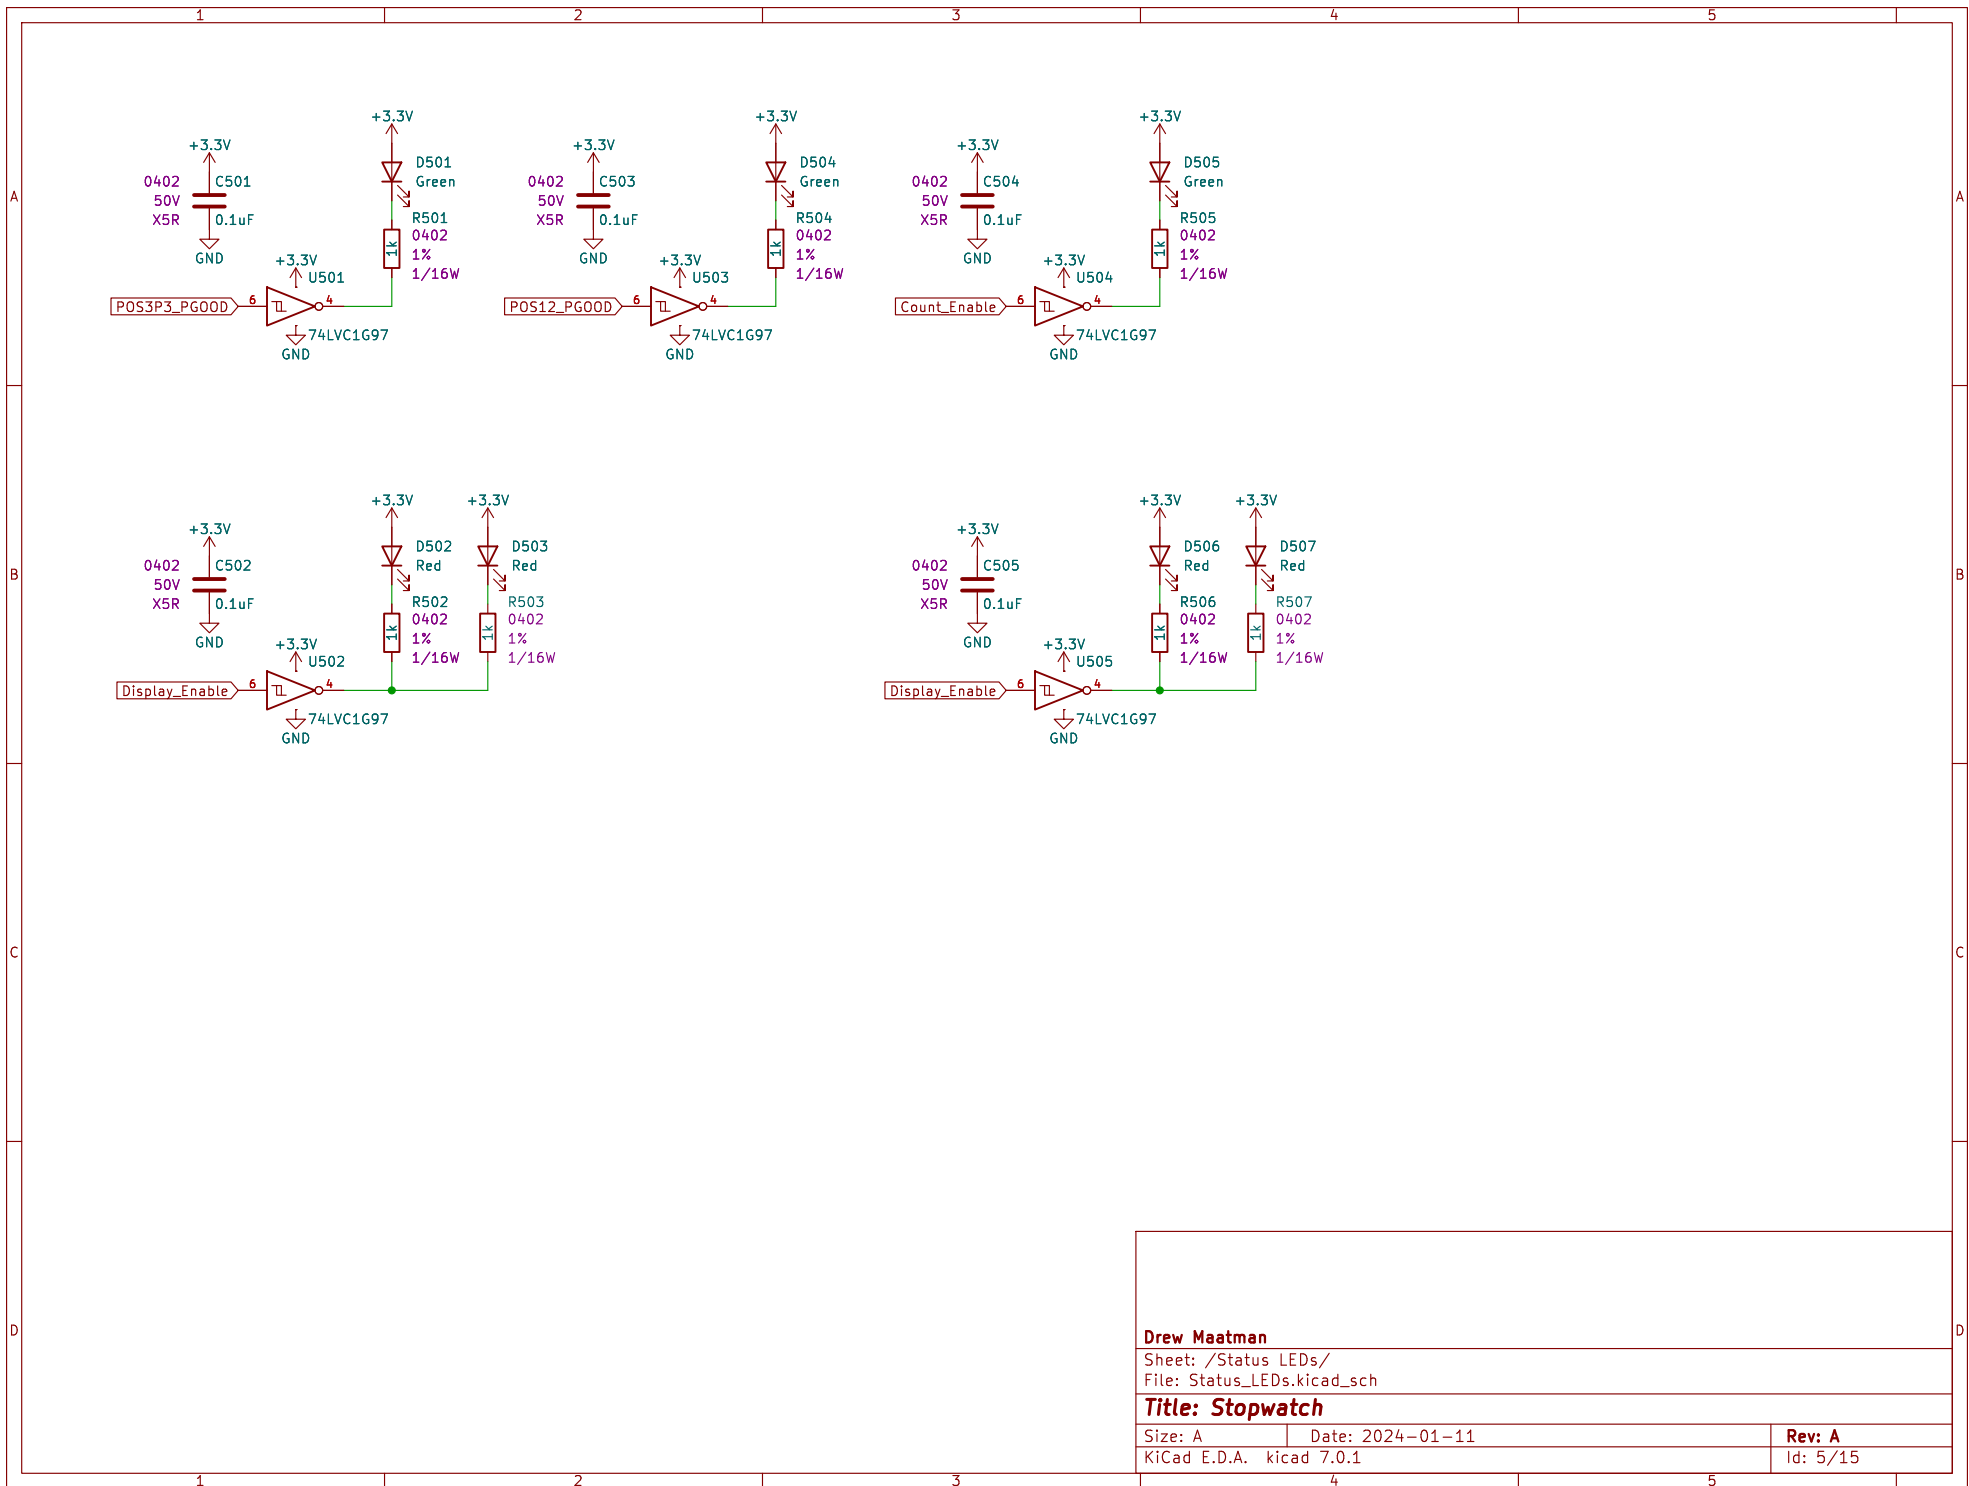 1 2 3 4 5
A A
+3.3V
+3.3V
0402 C501
50V
X5R 0.1uF
GND
D501
Green
R501
0402
1k 1%
1/16W
+3.3V
U501
POS3P3_PGOOD 6 4
74LVC1G97
GND
+3.3V
+3.3V
0402 C503
50V
X5R 0.1uF
GND
D504
Green
R504
0402
1k 1%
1/16W
+3.3V
U503
POS12_PGOOD 6 4
74LVC1G97
GND
+3.3V
+3.3V
0402 C504
50V
X5R 0.1uF
GND
D505
Green
R505
0402
1k 1%
1/16W
+3.3V
U504
Count_Enable 6 4
74LVC1G97
GND
B B
+3.3V +3.3V
+3.3V
0402 C502
50V
X5R 0.1uF
GND
D502
Red
R502
0402
1k 1%
1/16W
D503
Red
R503
0402
1k 1%
1/16W
+3.3V
U502
Display_Enable 6 4
74LVC1G97
GND
+3.3V +3.3V
+3.3V
0402 C505
50V
X5R 0.1uF
GND
D506
Red
R506
0402
1k 1%
1/16W
D507
Red
R507
0402
1k 1%
1/16W
+3.3V
U505
Display_Enable 6 4
74LVC1G97
GND
C C
D D
Drew Maatman
Sheet: /Status LEDs/
File: Status_LEDs.kicad_sch
Title: Stopwatch
Size: A Date: 2024-01-11 Rev: A
KiCad E.D.A. kicad 7.0.1 Id: 5/15
1 2 3 4 5